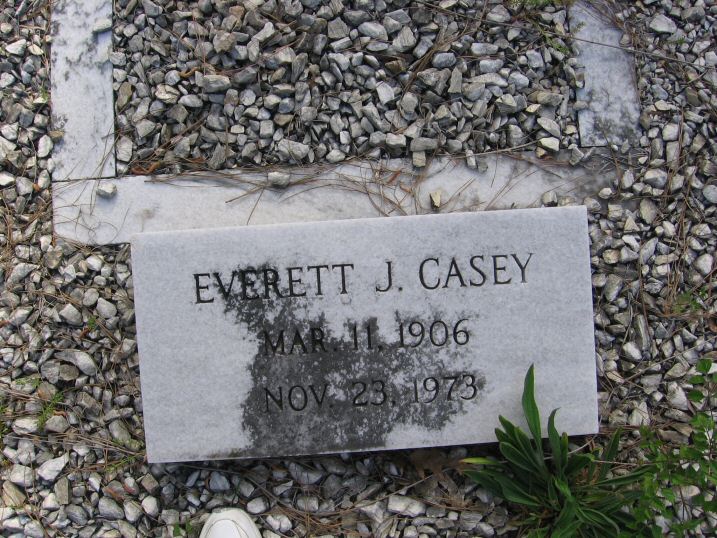 EVERETT J. CASEY
MAR. 11, 1906
NOV. 23, 1973